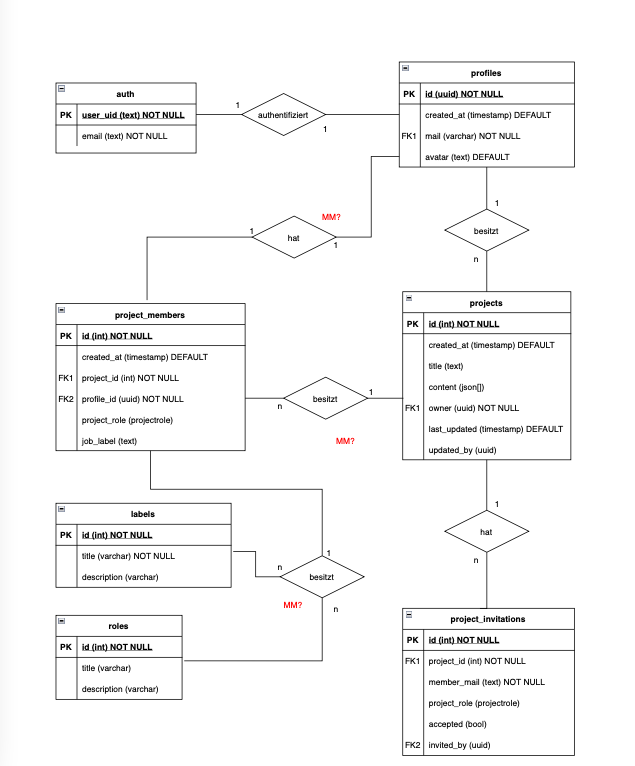 auth
PK user_uid (text) NOT NULL
email (text) NOT NULL
1
authentifiziert
1
profiles
PK id (uuid) NOT NULL
created_at (timestamp) DEFAULT
FK1 mail (varchar) NOT NULL
avatar (text) DEFAULT
MM?
1
hat
1
1
besitzt
n
project_members
PK id (int) NOT NULL
created_at (timestamp) DEFAULT
FK1 project_id (int) NOT NULL
FK2 profile_id (uuid) NOT NULL
project_role (projectrole)
job_label (text)
n
besitzt
1
MM?
projects
PK id (int) NOT NULL
created_at (timestamp) DEFAULT
title (text)
content (json[])
FK1 owner (uuid) NOT NULL
last_updated (timestamp) DEFAULT
updated_by (uuid)
1
hat
n
labels
PK id (int) NOT NULL
title (varchar) NOT NULL
description (varchar)
1
n
besitzt
MM?
n
roles
PK id (int) NOT NULL
title (varchar)
description (varchar)
project_invitations
PK id (int) NOT NULL
FK1 project_id (int) NOT NULL
member_mail (text) NOT NULL
project_role (projectrole)
accepted (bool)
FK2 invited_by (uuid)